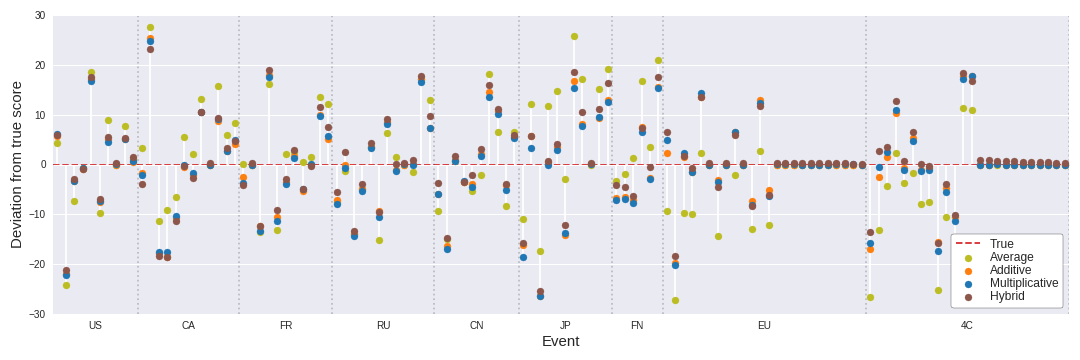 30
20
10
0
−10
−20
−30
Deviation from true score
US
CA
FR
RU
CN
JP
FN
EU
4C
Event
True
Average
Additive
Multiplicative
Hybrid